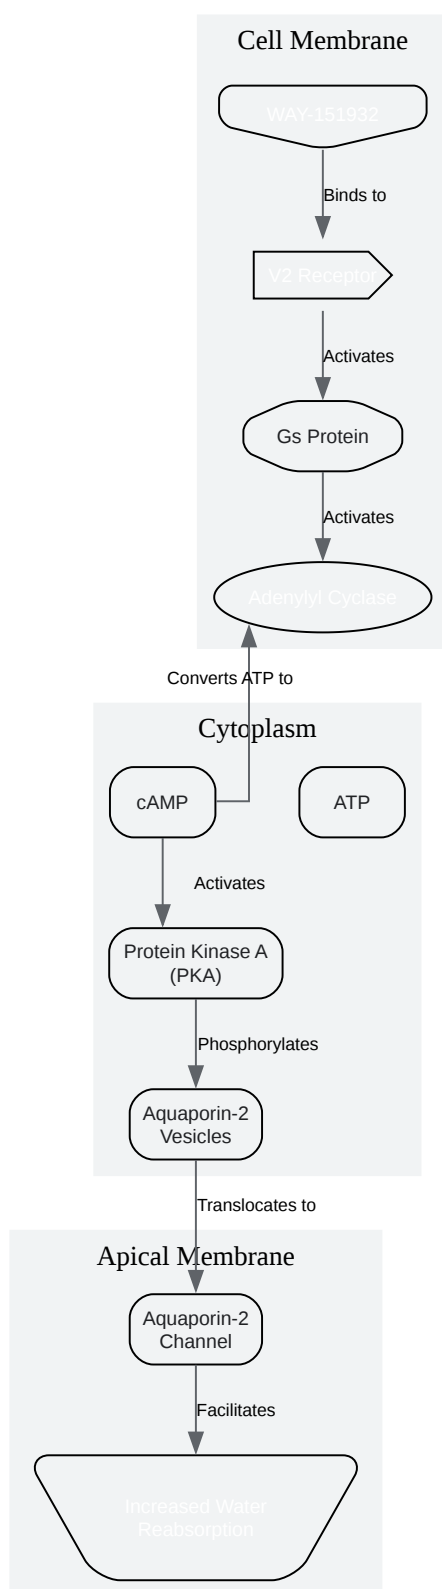 Cell Membrane
WAY-151932
Binds to
V2 Receptor
Activates
Gs Protein
Activates
Adenylyl Cyclase
Converts ATP to
Cytoplasm
cAMP
ATP
Activates
Protein Kinase A
(PKA)
Phosphorylates
Aquaporin-2
Vesicles
Translocates to
Apical Membrane
Aquaporin-2
Channel
Facilitates
Increased Water
Reabsorption